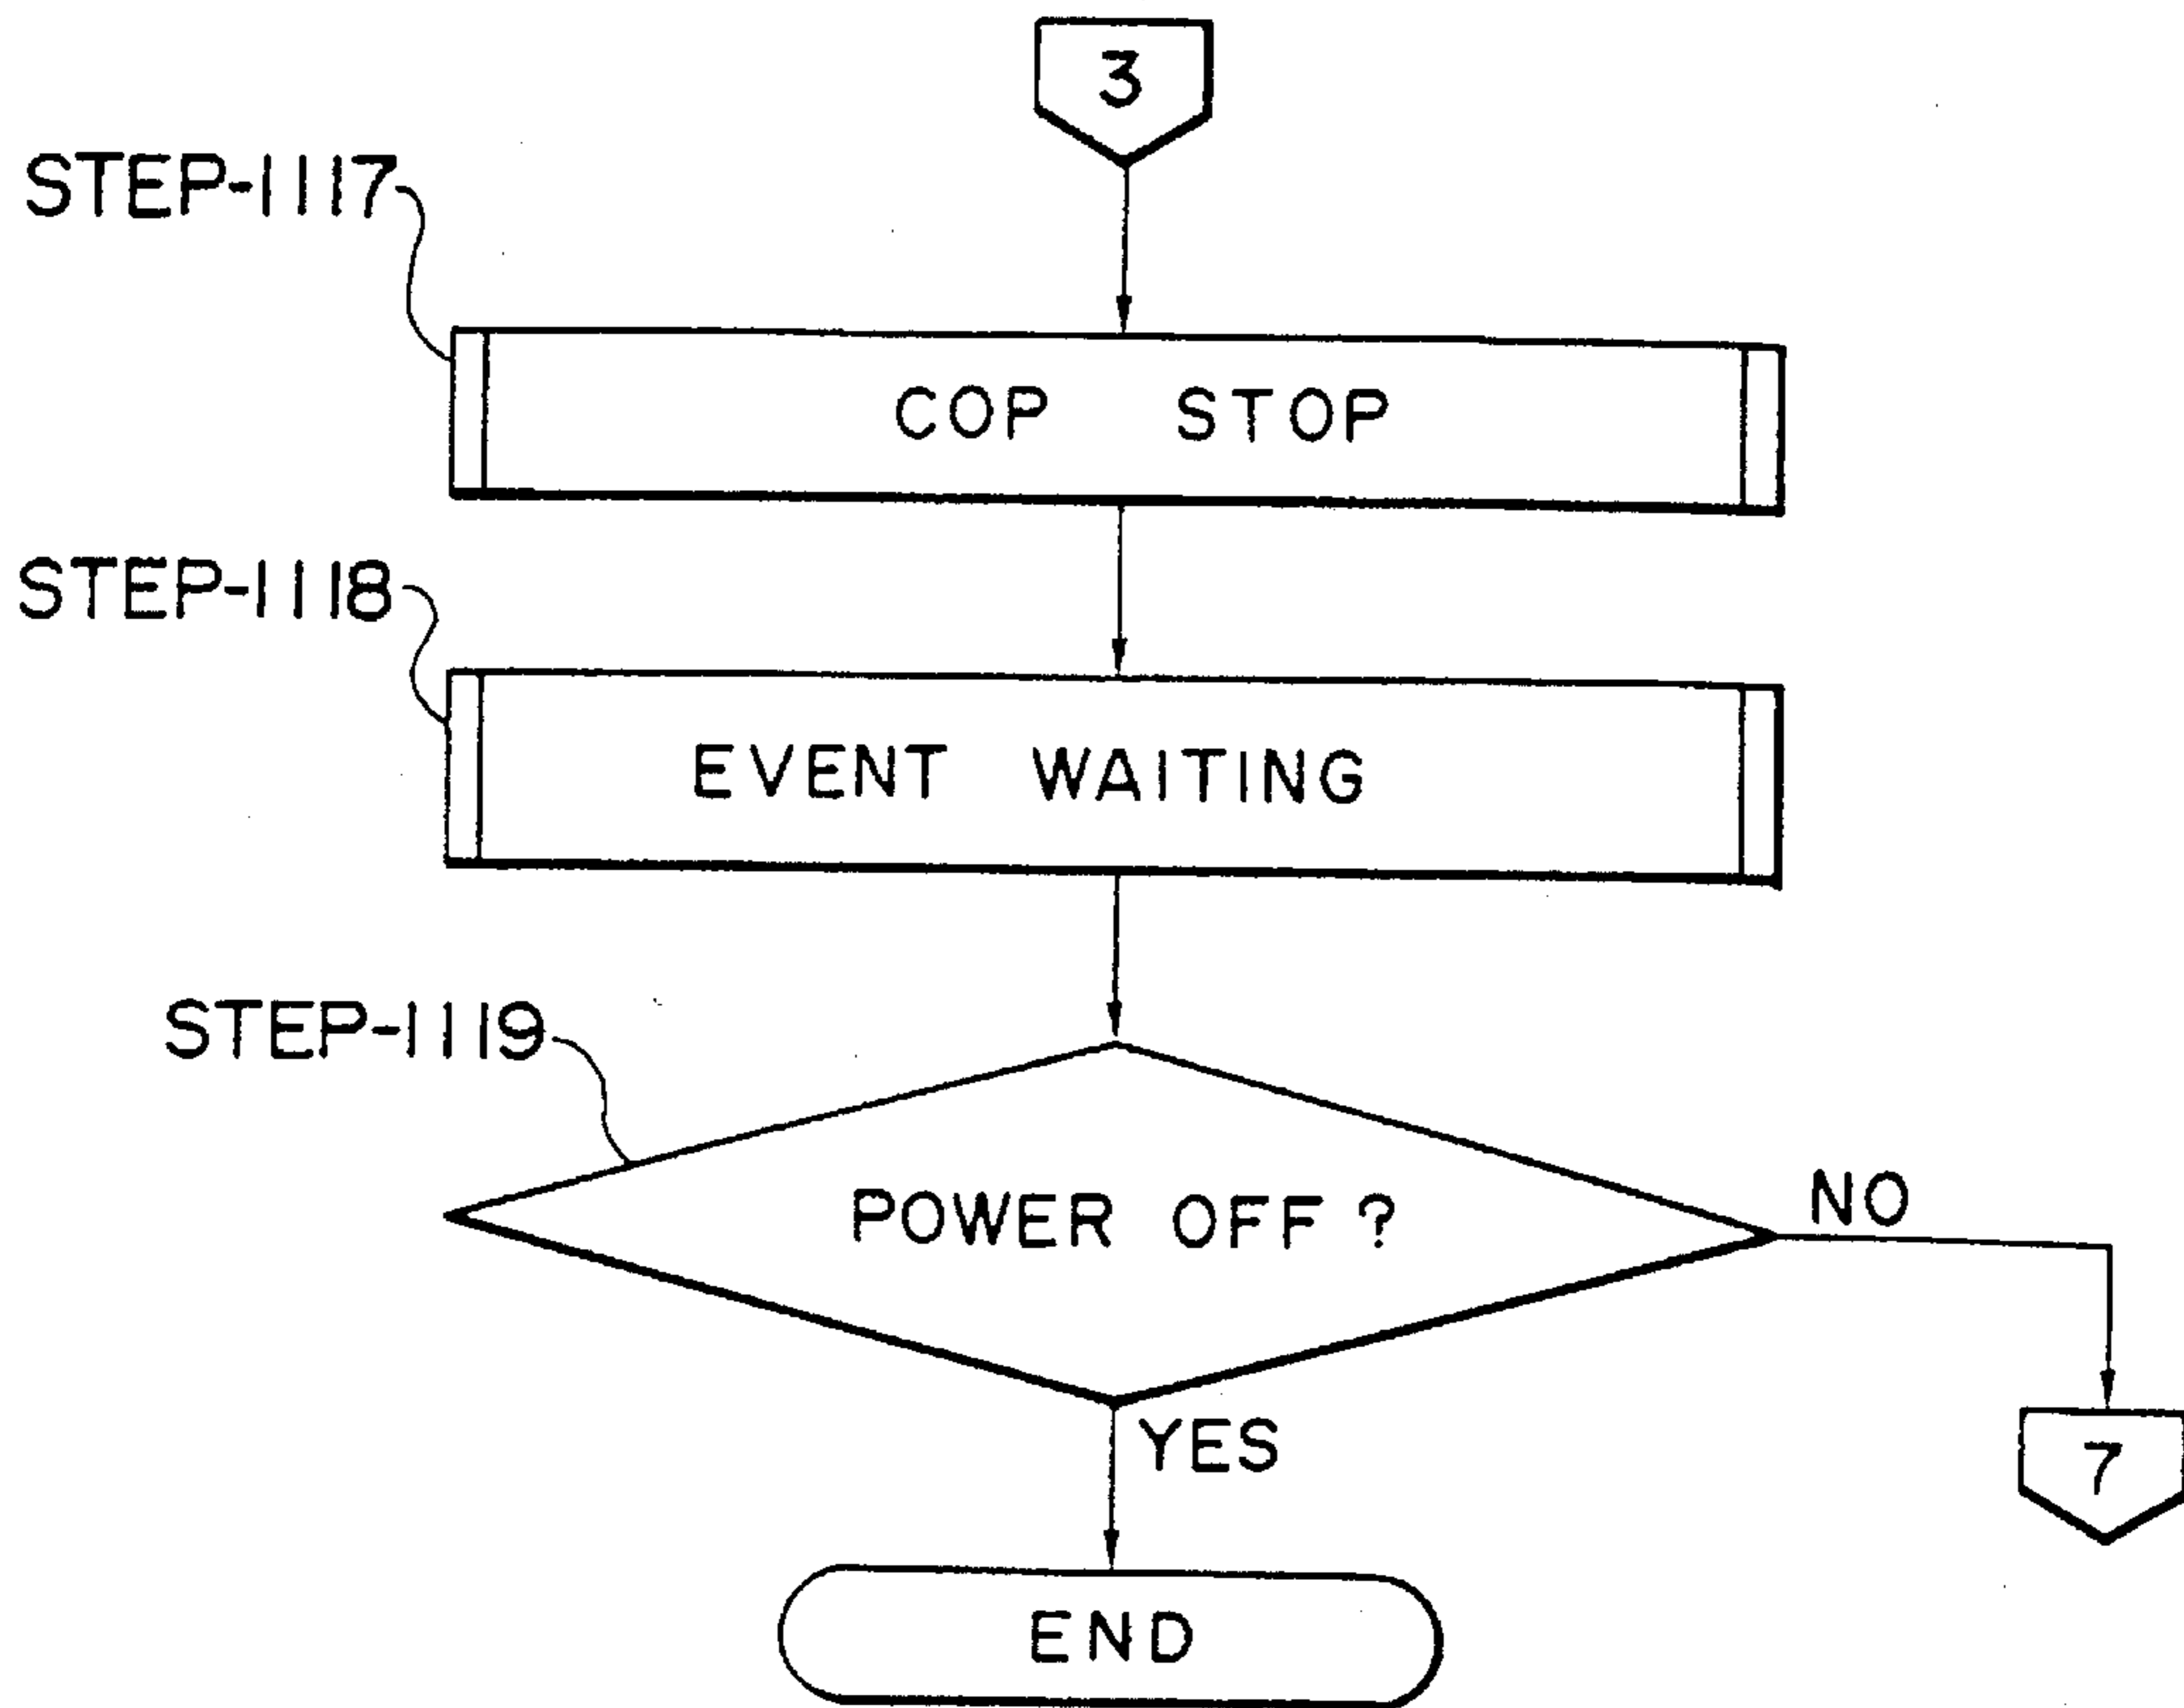 3
STEP-1117
COP STOP
STEP-1118
EVENT WAITING
STEP-1119
POWER OFF ?
NO
YES
7
END